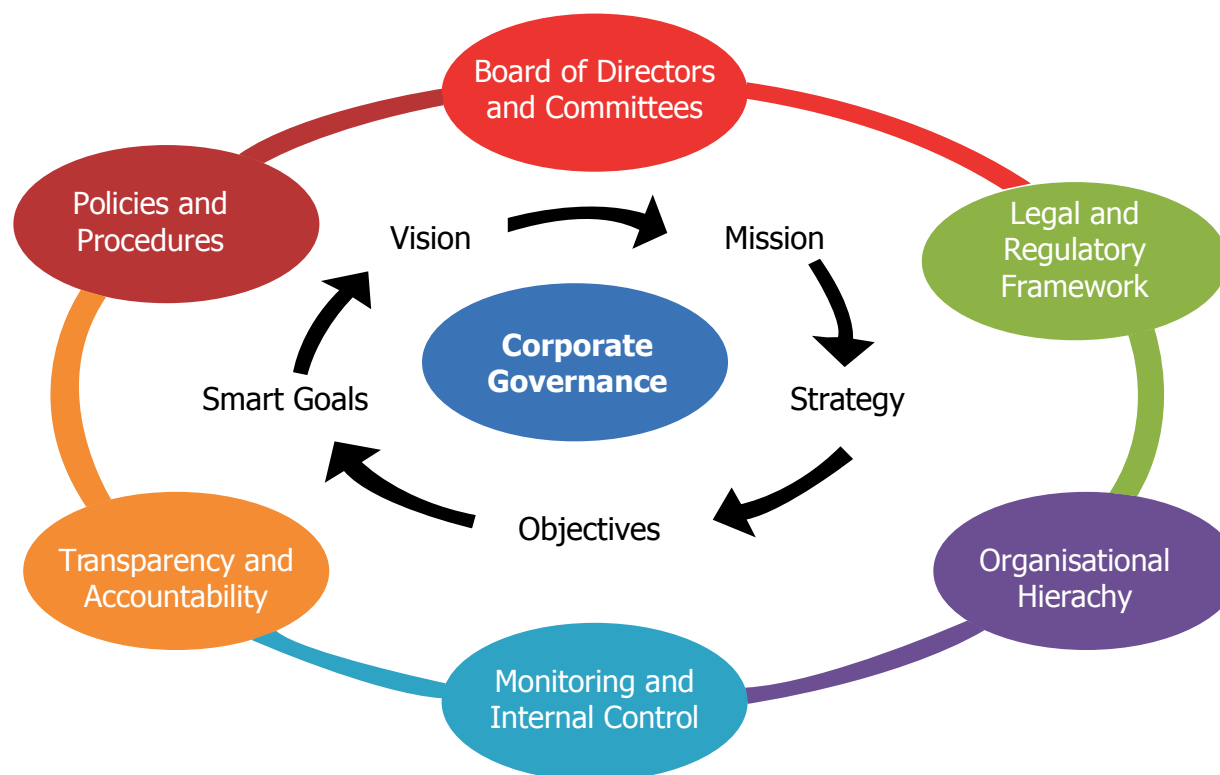 Board of Directors
and Committees
Policies and
Procedures
Legal and
Regulatory
Framework
Vision
Mission
Corporate
Governance
Smart Goals
Strategy
Objectives
Transparency and
Accountability
Organisational
Hierachy
Monitoring and
Internal Control